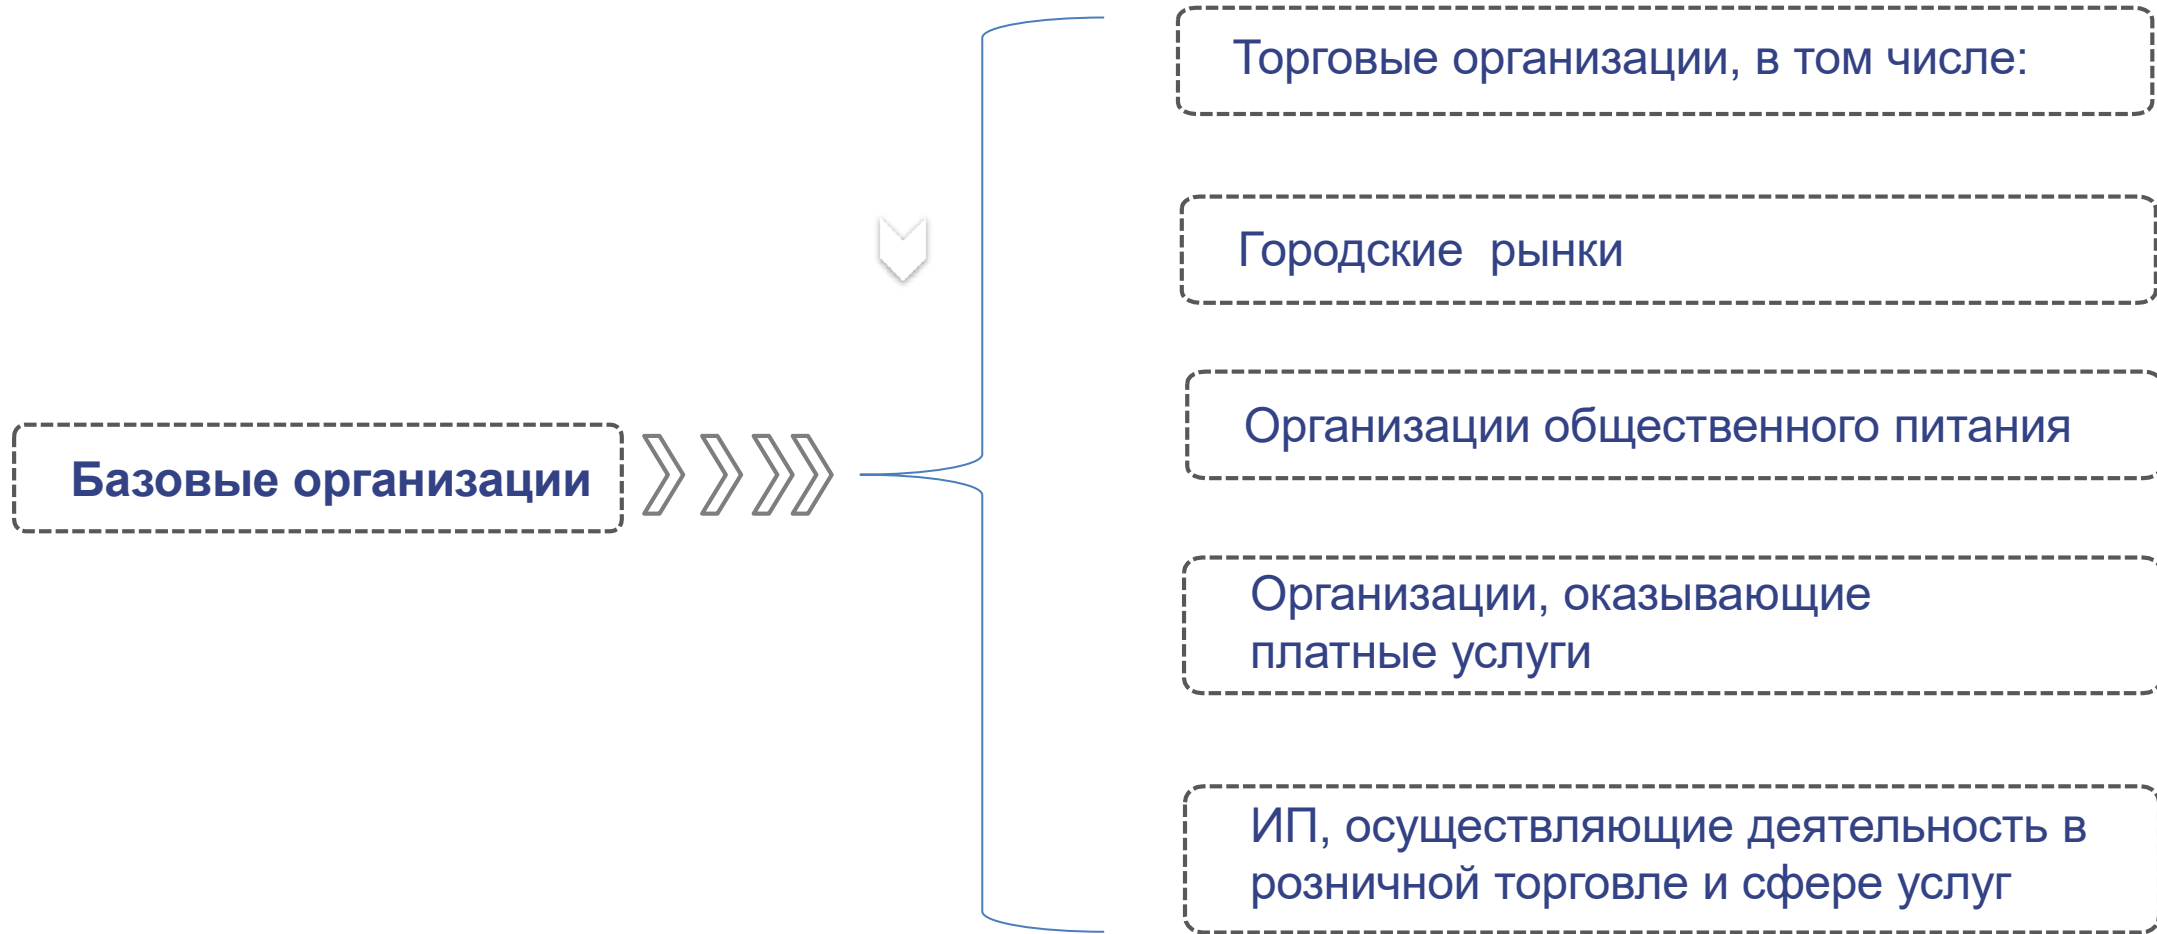 Торговые организации, в том числе:
Городские рынки
Организации общественного питания
Базовые организации
Организации, оказывающие
платные услуги
ИП, осуществляющие деятельность в
розничной торговле и сфере услуг